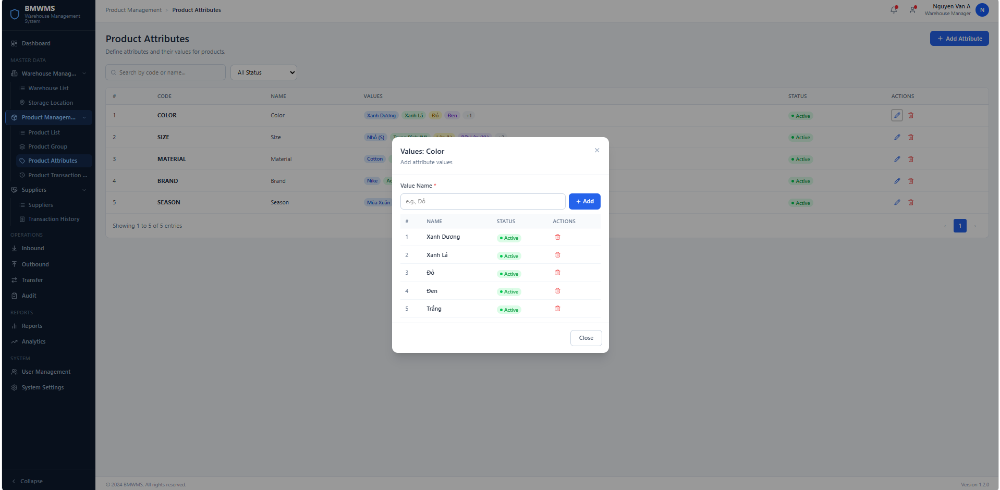 BMWMS
Warehouse Management
System
Dashboard
MASTER DATA
Warehouse Manag...
Warehouse List
Storage Location
Product Managem...
Product List
Product Group
Product Attributes
Product Transaction ...
Suppliers
Suppliers
Transaction History
OPERATIONS
Inbound
Outbound
Transfer
Audit
REPORTS
Reports
Analytics
SYSTEM
User Management
System Settings
Collapse
Product Management > Product Attributes
Nguyen Van A
Warehouse Manager
N
Product Attributes
Define attributes and their values for products.
+ Add Attribute
Search by code or name...
All Status
# CODE NAME VALUES STATUS ACTIONS
1 COLOR Color Xanh Dương Xanh Lá Đỏ Đen +1 Active
2 SIZE Size Nhỏ (S) Active
3 MATERIAL Material Cotton Active
4 BRAND Brand Nike Active
5 SEASON Season Mùa Xuân Active
Showing 1 to 5 of 5 entries
‹ 1 ›
Values: Color
Add attribute values
Value Name *
e.g., Đỏ
+ Add
# NAME STATUS ACTIONS
1 Xanh Dương Active
2 Xanh Lá Active
3 Đỏ Active
4 Đen Active
5 Trắng Active
Close
© 2024 BMWMS. All rights reserved.
Version 1.2.0